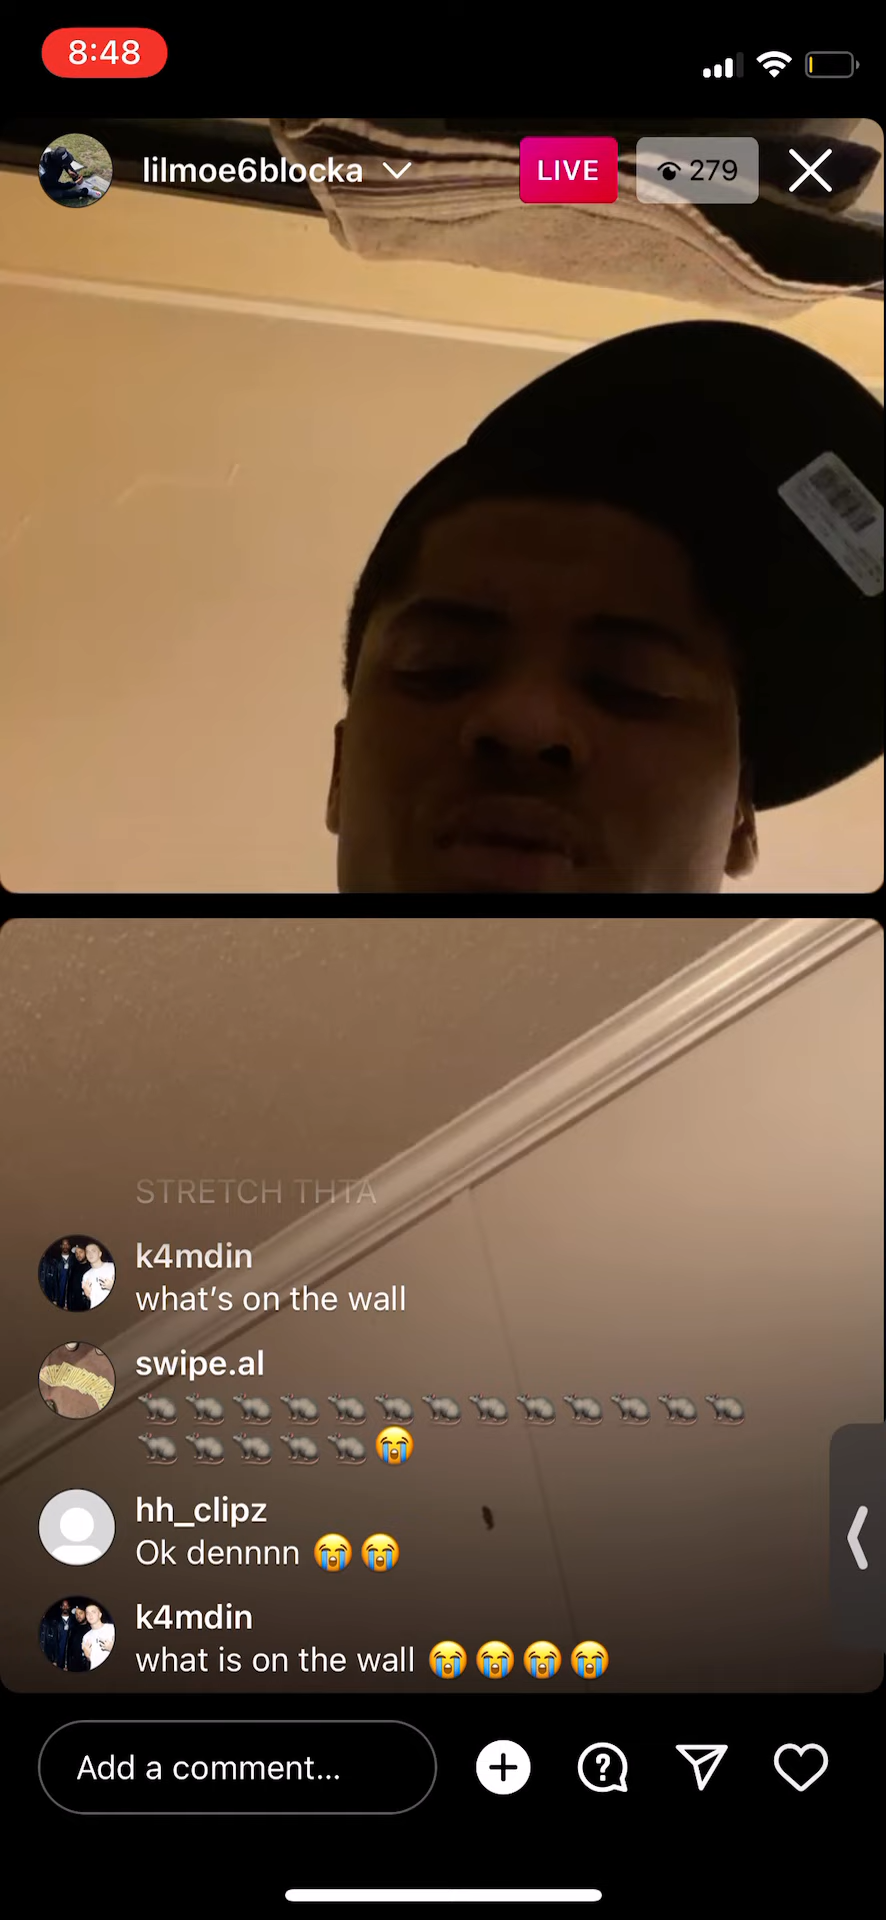 8:48
lilmoe6blocka
LIVE
279
STRETCH THTA
k4mdin
what's on the wall
swipe.al
🐀🐀🐀🐀🐀🐀🐀🐀🐀🐀🐀🐀🐀
🐀🐀🐀🐀🐀😭
hh_clipz
Ok dennnn 😭😭
k4mdin
what is on the wall 😭😭😭😭
Add a comment...